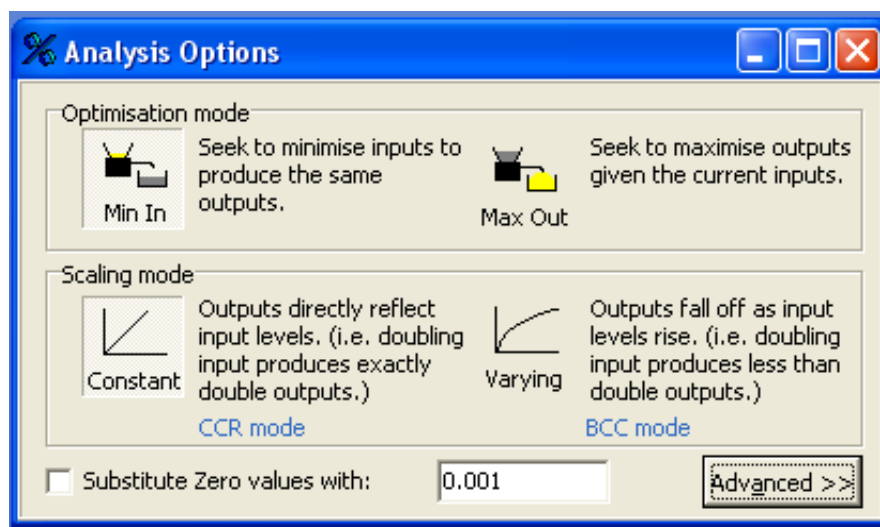 Analysis Options
Optimisation mode
Min In
Seek to minimise inputs to
produce the same
outputs.
Max Out
Seek to maximise outputs
given the current inputs.
Scaling mode
Constant
Outputs directly reflect
input levels. (i.e. doubling
input produces exactly
double outputs.)
CCR mode
Varying
Outputs fall off as input
levels rise. (i.e. doubling
input produces less than
double outputs.)
BCC mode
Substitute Zero values with:
0.001
Advanced >>